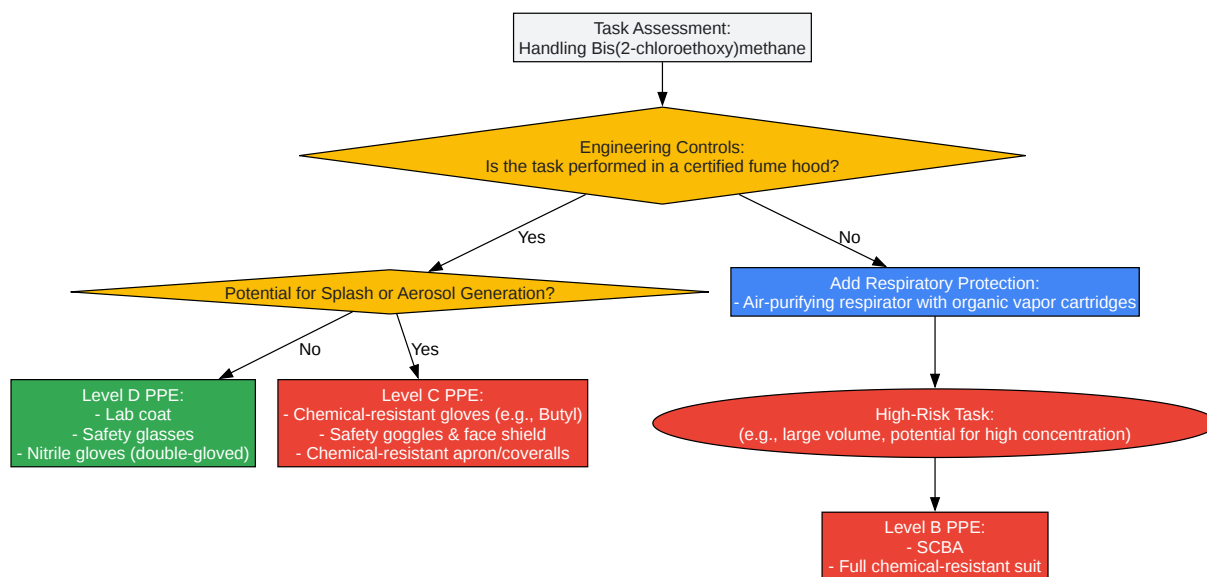 Task Assessment:
Handling Bis(2-chloroethoxy)methane
Engineering Controls:
Is the task performed in a certified fume hood?
Yes
No
Potential for Splash or Aerosol Generation?
Add Respiratory Protection:
- Air-purifying respirator with organic vapor cartridges
No
Yes
Level D PPE:
- Lab coat
- Safety glasses
- Nitrile gloves (double-gloved)
Level C PPE:
- Chemical-resistant gloves (e.g., Butyl)
- Safety goggles & face shield
- Chemical-resistant apron/coveralls
High-Risk Task:
(e.g., large volume, potential for high concentration)
Level B PPE:
- SCBA
- Full chemical-resistant suit